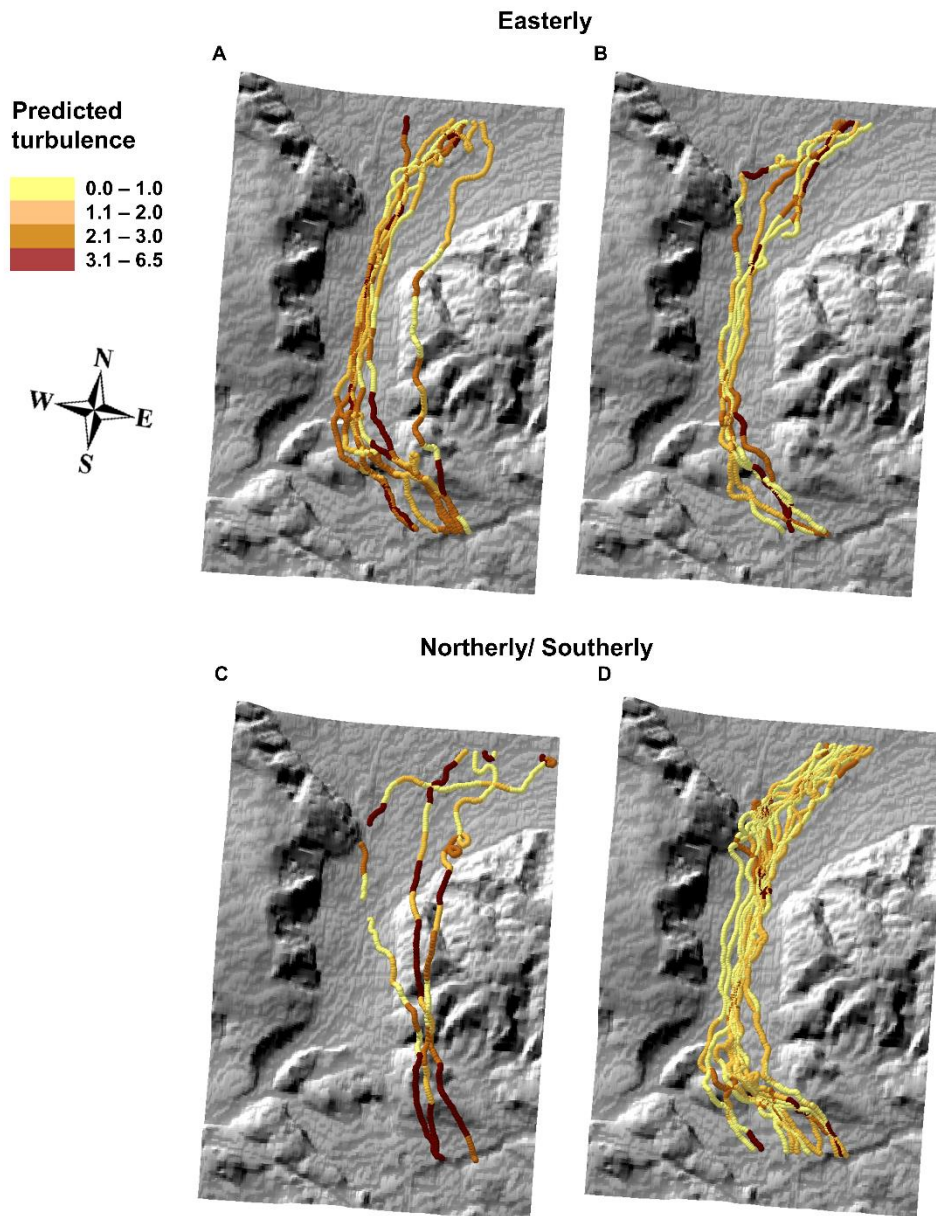 Easterly
A
B
Predicted
turbulence
0.0 – 1.0
1.1 – 2.0
2.1 – 3.0
3.1 – 6.5
N
W
E
S
Northerly/ Southerly
C
D